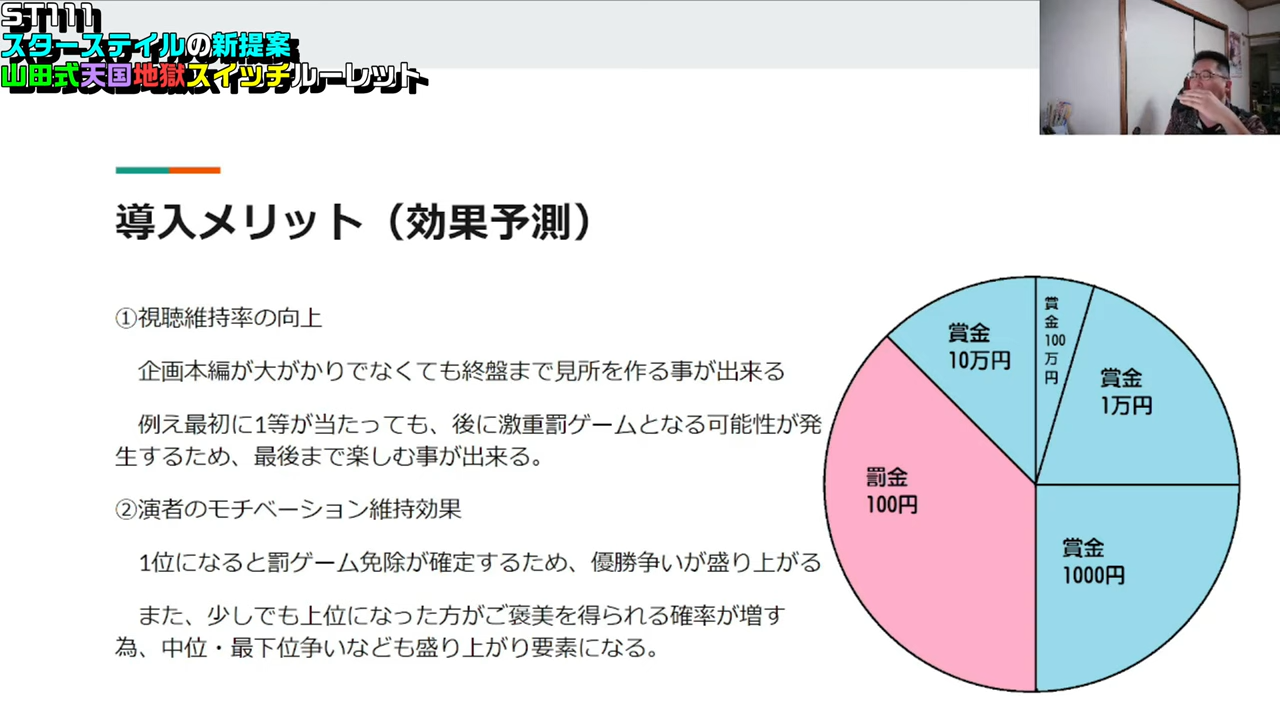 ST111
スターステイルの新提案
山田式天国地獄スイッチルーレット
導入メリット（効果予測）
①視聴維持率の向上
企画本編が大がかりでなくても終盤まで見所を作る事が出来る
例え最初に1等が当たっても、後に激重罰ゲームとなる可能性が発
生するため、最後まで楽しむ事が出来る。
②演者のモチベーション維持効果
1位になると罰ゲーム免除が確定するため、優勝争いが盛り上がる
また、少しでも上位になった方がご褒美を得られる確率が増す
為、中位・最下位争いなども盛り上がり要素になる。
賞金
10万円
賞
金
100
万
円
賞金
1万円
罰金
100円
賞金
1000円